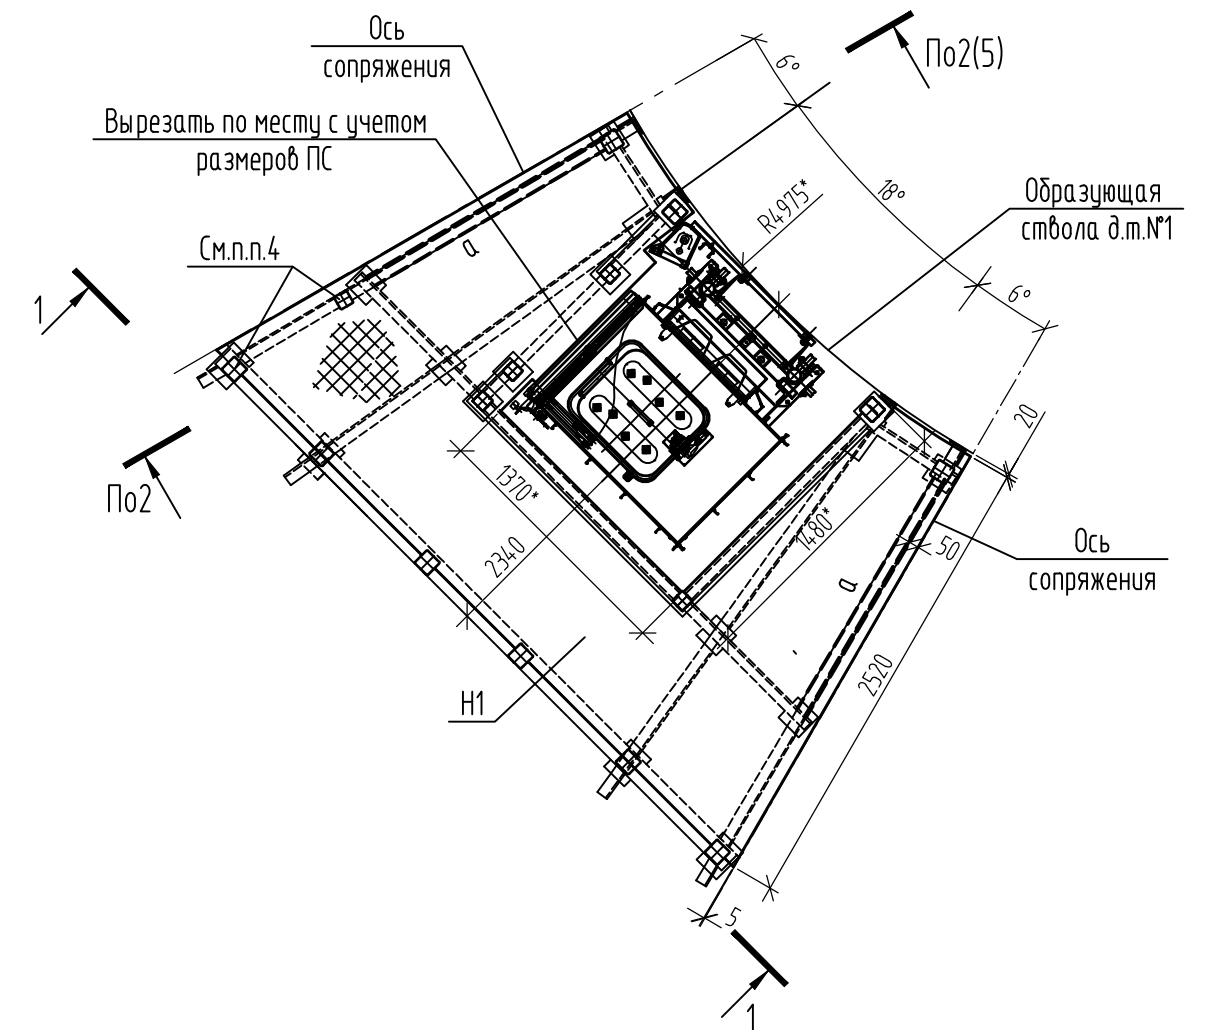 Ось
сопряжения
По2(5)
6°
Вырезать по месту с учетом
размеров ПС
18°
R4975*
Образующая
ствола д.т.№1
а
См.п.п.4
1
6°
20
По2
1370*
1480*
50
Ось
сопряжения
2340
а
2520
Н1
5
1